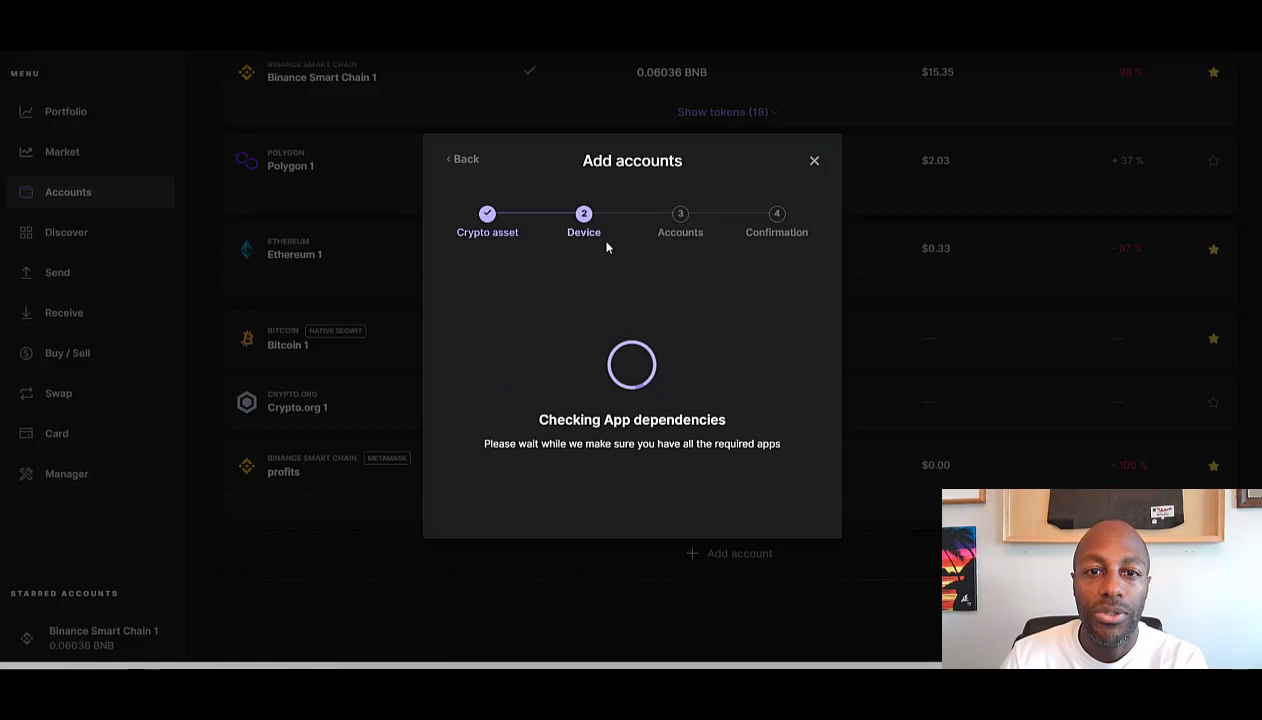 MENU
Portfolio
Market
Accounts
Discover
Send
Receive
Buy / Sell
Swap
Card
Manager
STARRED ACCOUNTS
Binance Smart Chain 1
0.06036 BNB
BINANCE SMART CHAIN
Binance Smart Chain 1
0.06036 BNB
$15.35
- 98 %
Show tokens (18)
POLYGON
Polygon 1
$2.03
+ 37 %
ETHEREUM
Ethereum 1
$0.33
- 97 %
BITCOIN NATIVE SEGWIT
Bitcoin 1
CRYPTO.ORG
Crypto.org 1
BINANCE SMART CHAIN METAMASK
profits
$0.00
- 100 %
+ Add account
‹ Back
Add accounts
2
3
4
Crypto asset
Device
Accounts
Confirmation
Checking App dependencies
Please wait while we make sure you have all the required apps